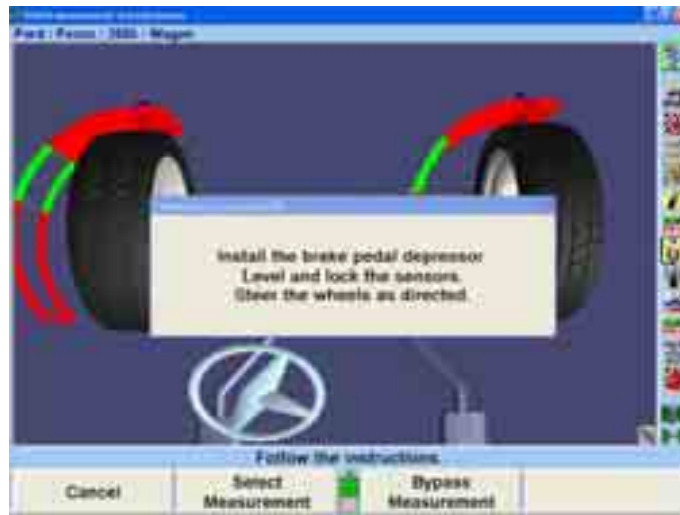 Ford : Focus : 2005 : Wagon
Install the brake pedal depressor
Level and lock the sensors.
Steer the wheels as directed.
Follow the instructions
Cancel
Select
Measurement
Bypass
Measurement